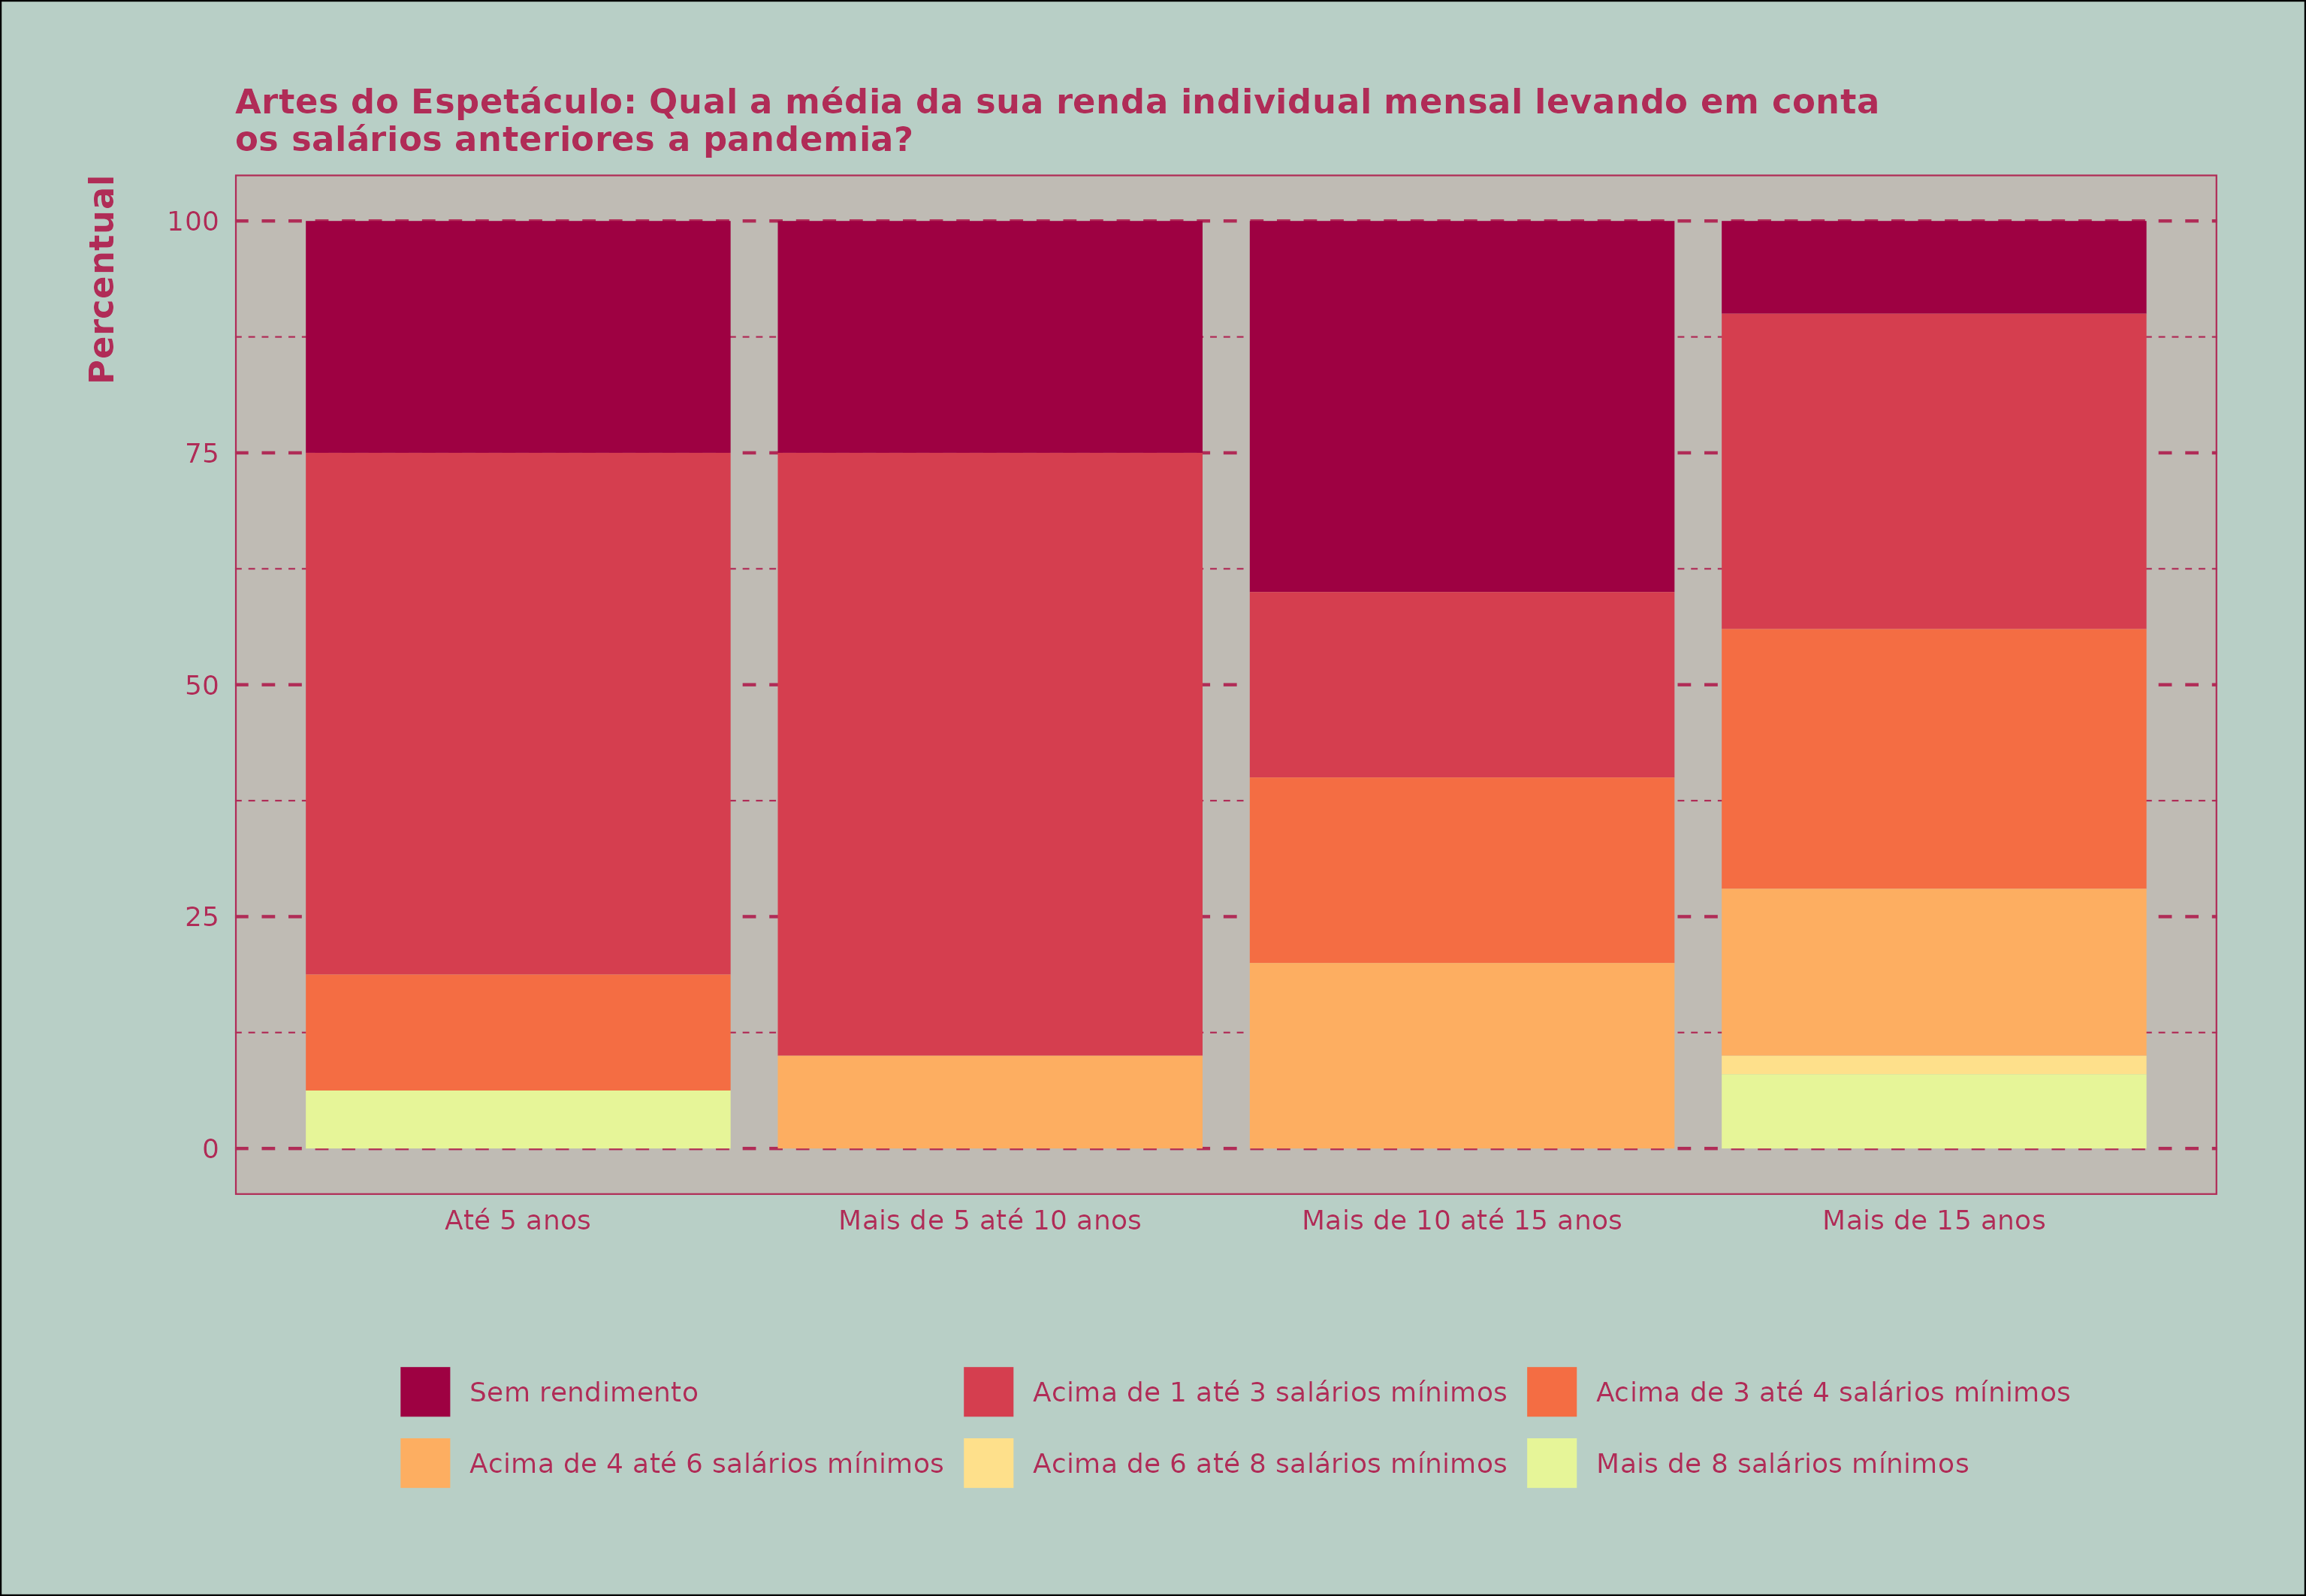 Artes do Espetáculo: Qual a média da sua renda individual mensal levando em conta
os salários anteriores a pandemia?
Percentual
100
75
50
25
0
Até 5 anos
Mais de 5 até 10 anos
Mais de 10 até 15 anos
Mais de 15 anos
Sem rendimento
Acima de 1 até 3 salários mínimos
Acima de 3 até 4 salários mínimos
Acima de 4 até 6 salários mínimos
Acima de 6 até 8 salários mínimos
Mais de 8 salários mínimos